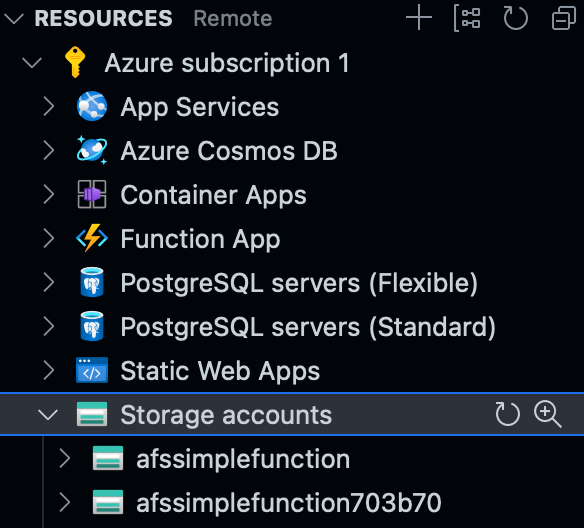 RESOURCES Remote
Azure subscription 1
App Services
Azure Cosmos DB
Container Apps
Function App
PostgreSQL servers (Flexible)
PostgreSQL servers (Standard)
Static Web Apps
Storage accounts
afssimplefunction
afssimplefunction703b70